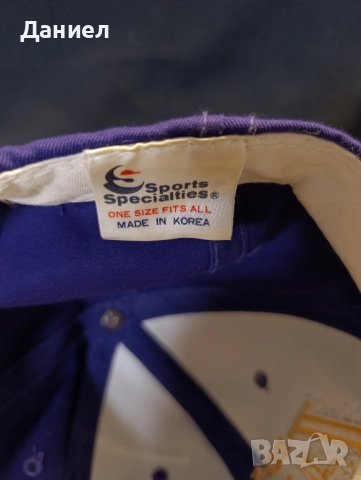 Даниел
Sports
Specialties®
ONE SIZE FITS ALL
MADE IN KOREA
BAZAR
bg